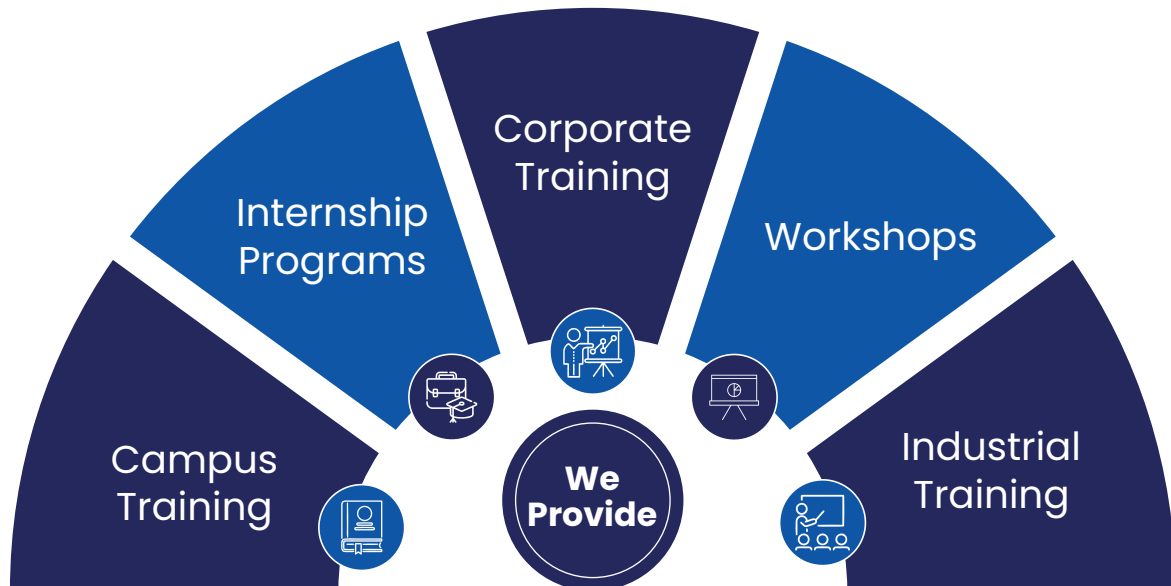 Corporate
Training
Internship
Programs
Workshops
Campus
Training
Industrial
Training
We
Provide